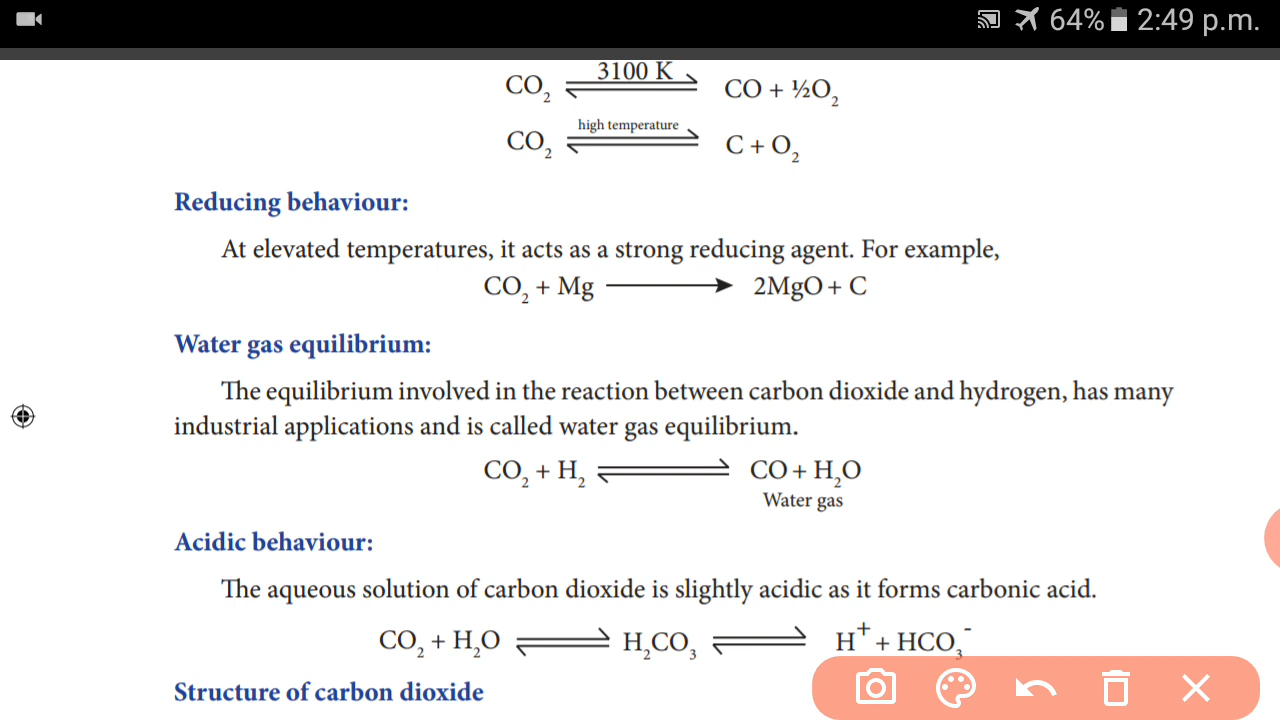 64% 2:49 p.m.
CO₂ ⇌ 3100 K CO + ½O₂
CO₂ ⇌ high temperature C + O₂
Reducing behaviour:
At elevated temperatures, it acts as a strong reducing agent. For example,
CO₂ + Mg ⟶ 2MgO + C
Water gas equilibrium:
The equilibrium involved in the reaction between carbon dioxide and hydrogen, has many
industrial applications and is called water gas equilibrium.
CO₂ + H₂ ⇌ CO + H₂O
Water gas
Acidic behaviour:
The aqueous solution of carbon dioxide is slightly acidic as it forms carbonic acid.
CO₂ + H₂O ⇌ H₂CO₃ ⇌ H⁺ + HCO₃⁻
Structure of carbon dioxide